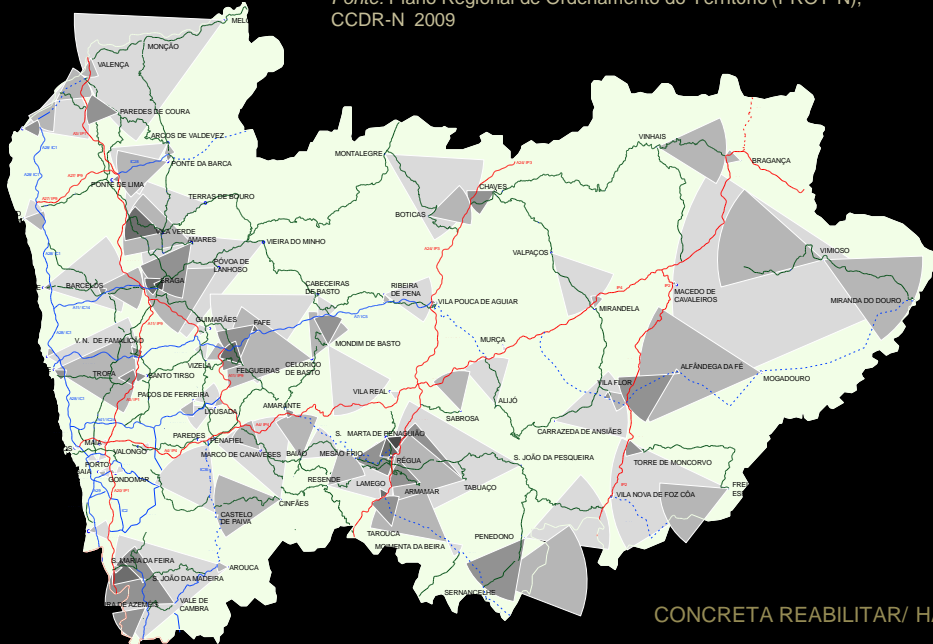 Fonte: Plano Regional de Ordenamento do Território (PROT-N),
CCDR-N 2009
MONÇÃO
VALENÇA
PAREDES DE COURA
ARCOS DE VALDEVEZ
PONTE DA BARCA
PONTE DE LIMA
TERRAS DE BOURO
VILA VERDE
AMARES
VIEIRA DO MINHO
PÓVOA DE
LANHOSO
BRAGA
BARCELOS
MONTALEGRE
CHAVES
BOTICAS
VINHAIS
BRAGANÇA
VALPAÇOS
VIMIOSO
MIRANDA DO DOURO
MACEDO DE
CAVALEIROS
MIRANDELA
CABECEIRAS
DE BASTO
RIBEIRA
DE PENA
VILA POUCA DE AGUIAR
GUIMARÃES
FAFE
MONDIM DE BASTO
MURÇA
V. N. DE FAMALICÃO
VIZELA
FELGUEIRAS
CELORICO
DE BASTO
TROFA
SANTO TIRSO
PAÇOS DE FERREIRA
VILA REAL
ALFÂNDEGA DA FÉ
MOGADOURO
VILA FLOR
ALIJÓ
LOUSADA
AMARANTE
SABROSA
CARRAZEDA DE ANSIÃES
PAREDES
PENAFIEL
S. MARTA DE PENAGUIÃO
MAIA
VALONGO
MARCO DE CANAVESES
BAIÃO
MESÃO FRIO
RÉGUA
S. JOÃO DA PESQUEIRA
TORRE DE MONCORVO
PORTO
GONDOMAR
RESENDE
LAMEGO
ARMAMAR
TABUAÇO
VILA NOVA DE FOZ CÔA
CINFÃES
CASTELO
DE PAIVA
TAROUCA
MOIMENTA DA BEIRA
PENEDONO
SERNANCELHE
S. MARIA DA FEIRA
AROUCA
S. JOÃO DA MADEIRA
VALE DE
CAMBRA
CONCRETA REABILITAR/